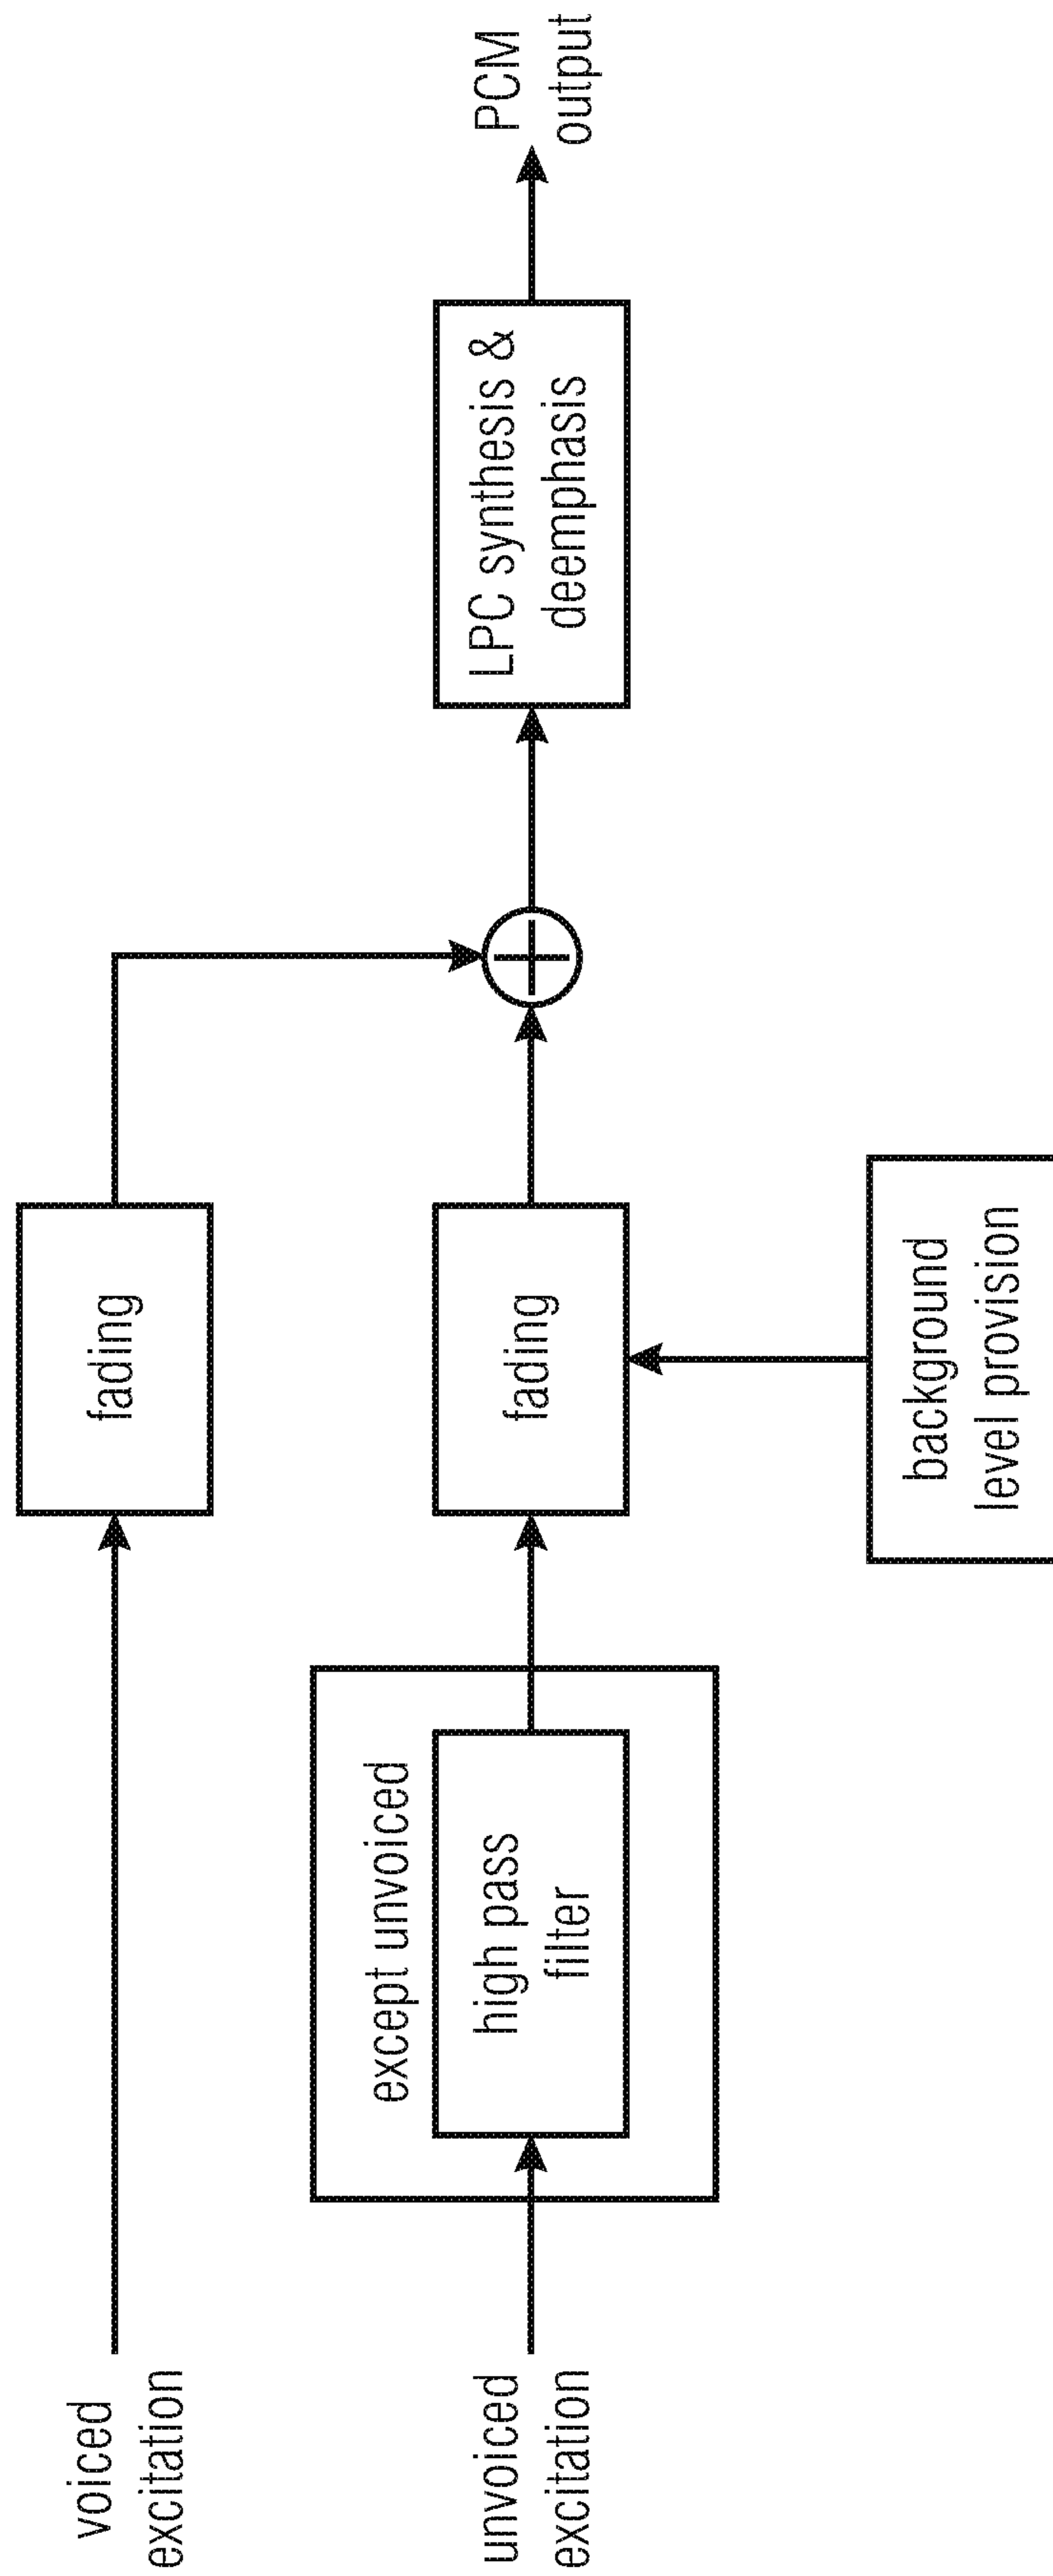 voiced
excitation
fading
unvoiced
excitation
except unvoiced
high pass
filter
fading
background
level provision
LPC synthesis &
deemphasis
PCM
output